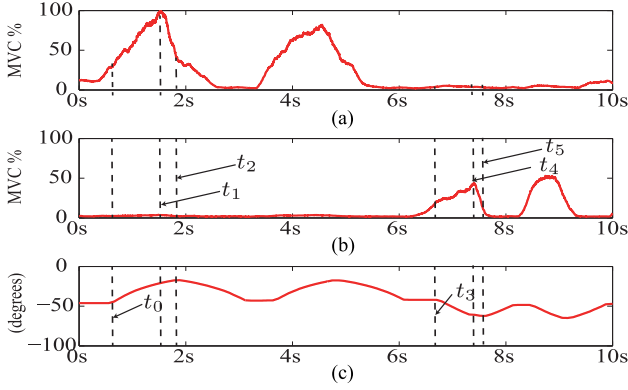 100
MVC %
50
0
0s 2s 4s 6s 8s 10s
(a)
100
MVC %
50
0
t₂
t₁
t₅
t₄
0s 2s 4s 6s 8s 10s
(b)
0
(degrees)
−50
−100
t₀
t₃
0s 2s 4s 6s 8s 10s
(c)